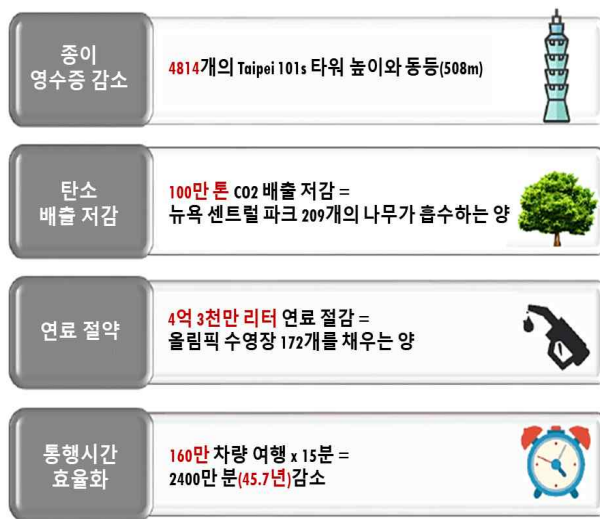 종이
영수증 감소
4814개의 Taipei 101s 타워 높이와 동등(508m)
탄소
배출 저감
100만 톤 CO2 배출 저감 =
뉴욕 센트럴 파크 209개의 나무가 흡수하는 양
연료 절약
4억 3천만 리터 연료 절감 =
올림픽 수영장 172개를 채우는 양
통행시간
효율화
160만 차량 여행 x 15분 =
2400만 분(45.7년)감소